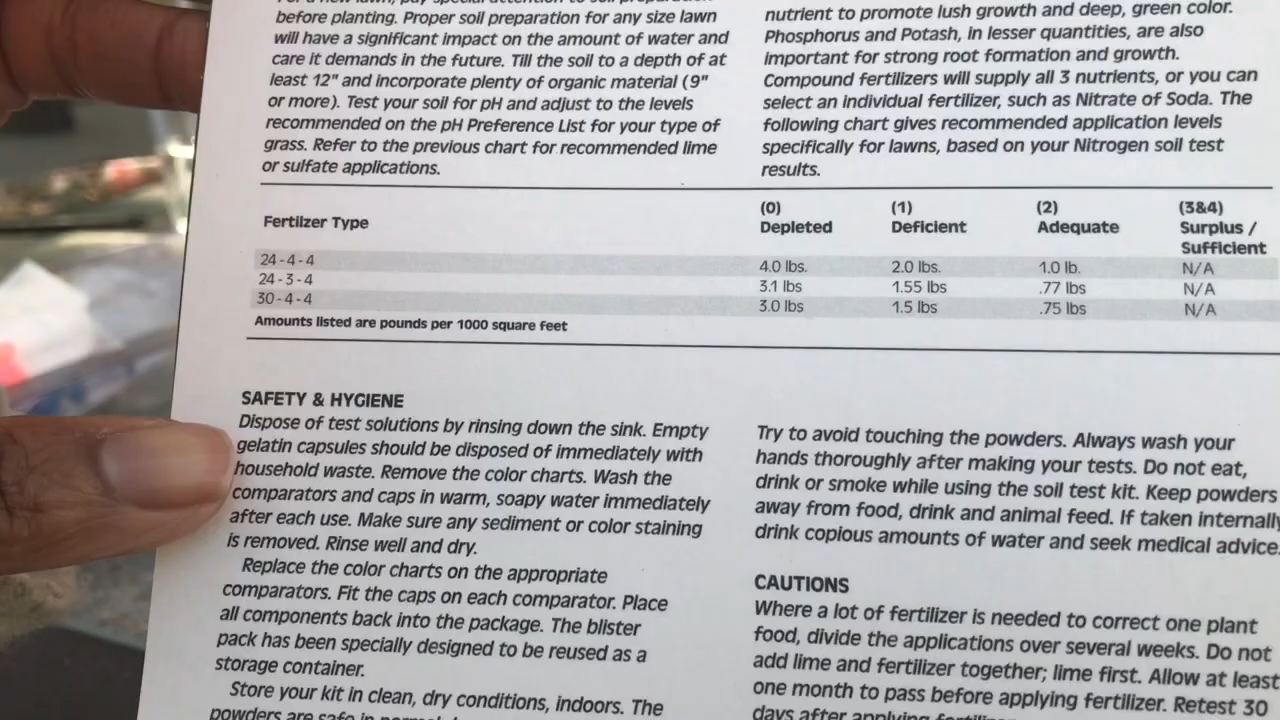 before planting. Proper soil preparation for any size lawn
will have a significant impact on the amount of water and
care it demands in the future. Till the soil to a depth of at
least 12" and incorporate plenty of organic material (9"
or more). Test your soil for pH and adjust to the levels
recommended on the pH Preference List for your type of
grass. Refer to the previous chart for recommended lime
or sulfate applications.
nutrient to promote lush growth and deep, green color.
Phosphorus and Potash, in lesser quantities, are also
important for strong root formation and growth.
Compound fertilizers will supply all 3 nutrients, or you can
select an individual fertilizer, such as Nitrate of Soda. The
following chart gives recommended application levels
specifically for lawns, based on your Nitrogen soil test
results.
Fertilzer Type (0) Depleted (1) Deficient (2) Adequate (3&4) Surplus / Sufficient
24-4-4 4.0 lbs. 2.0 lbs. 1.0 lb. N/A
24-3-4 3.1 lbs 1.55 lbs .77 lbs N/A
30-4-4 3.0 lbs 1.5 lbs .75 lbs N/A
Amounts listed are pounds per 1000 square feet
SAFETY & HYGIENE
Dispose of test solutions by rinsing down the sink. Empty
gelatin capsules should be disposed of immediately with
household waste. Remove the color charts. Wash the
comparators and caps in warm, soapy water immediately
after each use. Make sure any sediment or color staining
is removed. Rinse well and dry.
Replace the color charts on the appropriate
comparators. Fit the caps on each comparator. Place
all components back into the package. The blister
pack has been specially designed to be reused as a
storage container.
Store your kit in clean, dry conditions, indoors. The
powders are safe in
Try to avoid touching the powders. Always wash your
hands thoroughly after making your tests. Do not eat,
drink or smoke while using the soil test kit. Keep powders
away from food, drink and animal feed. If taken internally
drink copious amounts of water and seek medical advice.
CAUTIONS
Where a lot of fertilizer is needed to correct one plant
food, divide the applications over several weeks. Do not
add lime and fertilizer together; lime first. Allow at least
one month to pass before applying fertilizer. Retest 30
days after applying